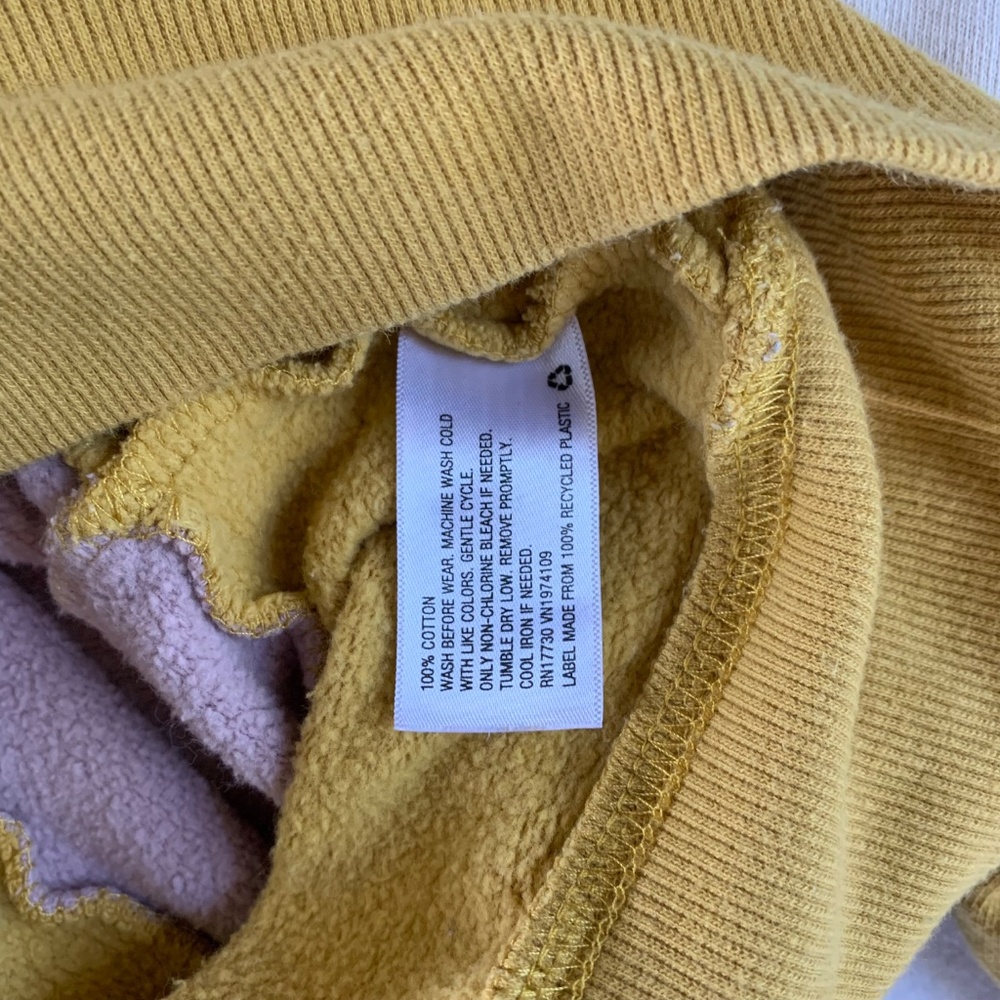 100% COTTON
WASH BEFORE WEAR. MACHINE WASH COLD
WITH LIKE COLORS. GENTLE CYCLE.
ONLY NON-CHLORINE BLEACH IF NEEDED.
TUMBLE DRY LOW. REMOVE PROMPTLY.
COOL IRON IF NEEDED.
RN17730 VN1974109
LABEL MADE FROM 100% RECYCLED PLASTIC